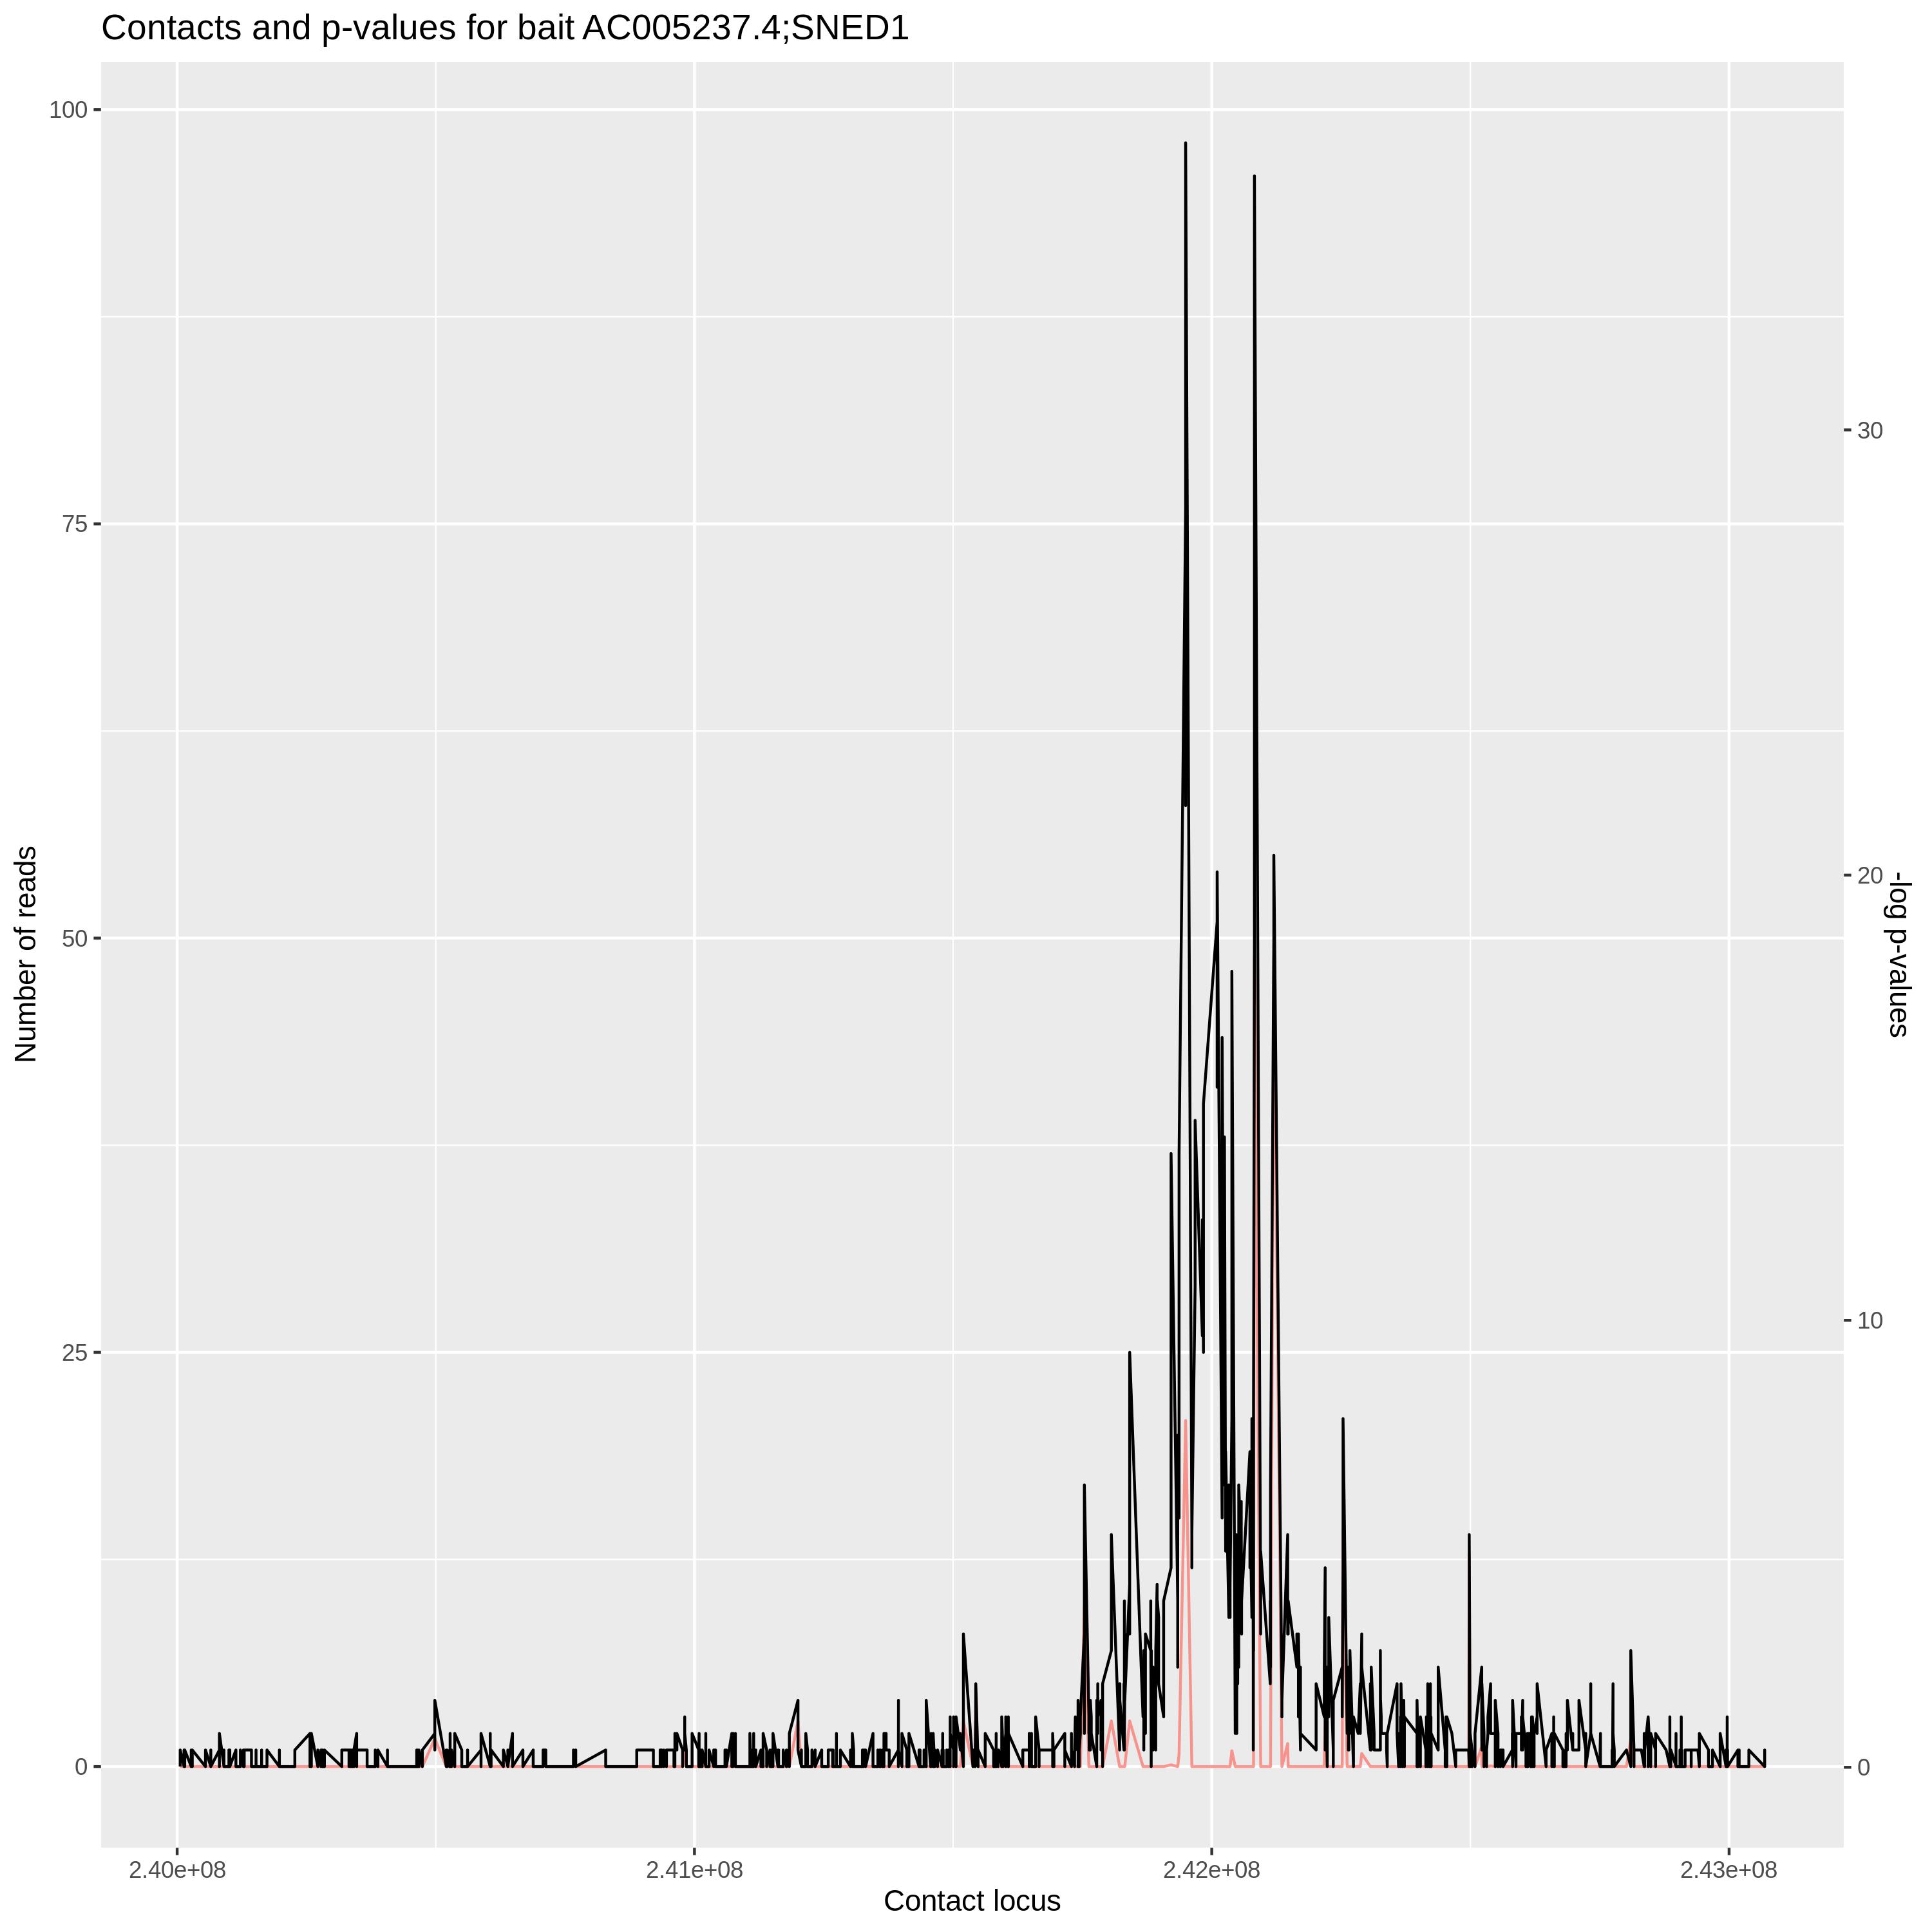 Contacts and p-values for bait AC005237.4;SNED1
100
75
50
25
0
Number of reads
30
20
10
0
-log p-values
2.40e+08
2.41e+08
2.42e+08
2.43e+08
Contact locus